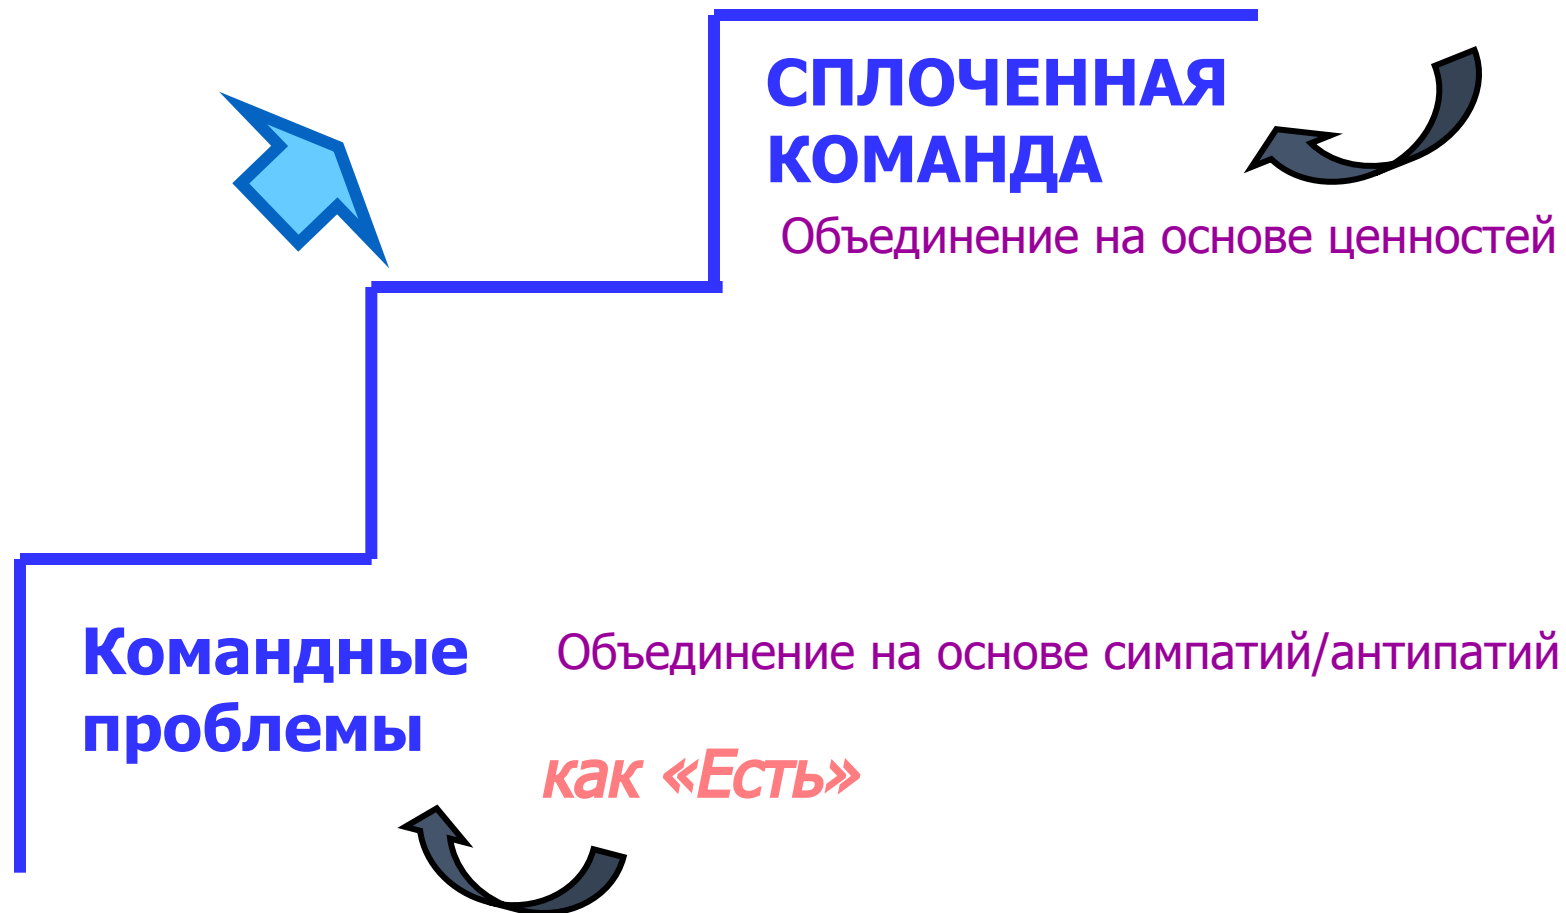 СПЛОЧЕННАЯ
КОМАНДА
Объединение на основе ценностей
Командные
проблемы
Объединение на основе симпатий/антипатий
как «Есть»